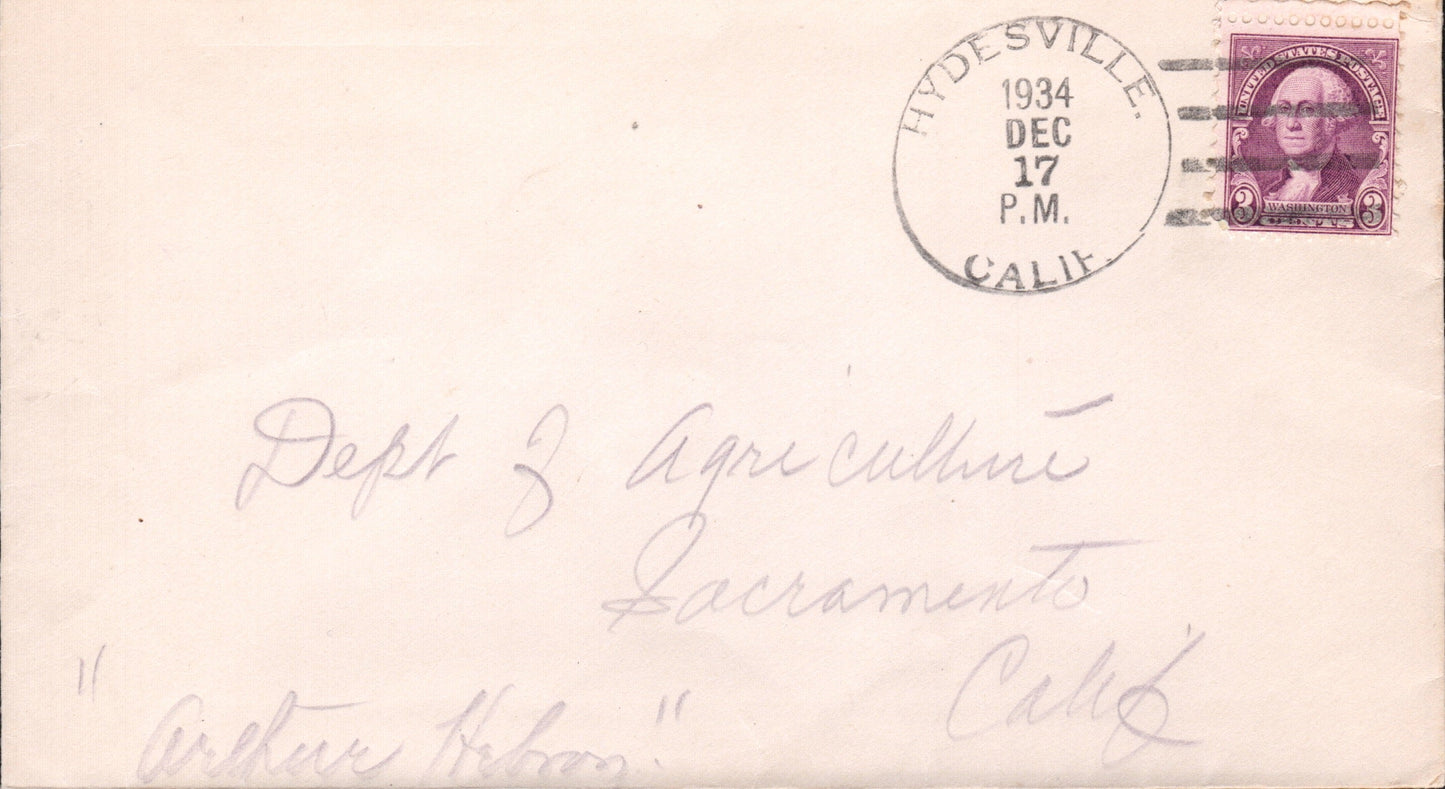 HYDESVILLE.
1934
DEC
17
P.M.
CALIF.
UNITED STATES POSTAGE
3 WASHINGTON 3
Dept of Agriculture
Sacramento
Calif
" Arthur Hebron."